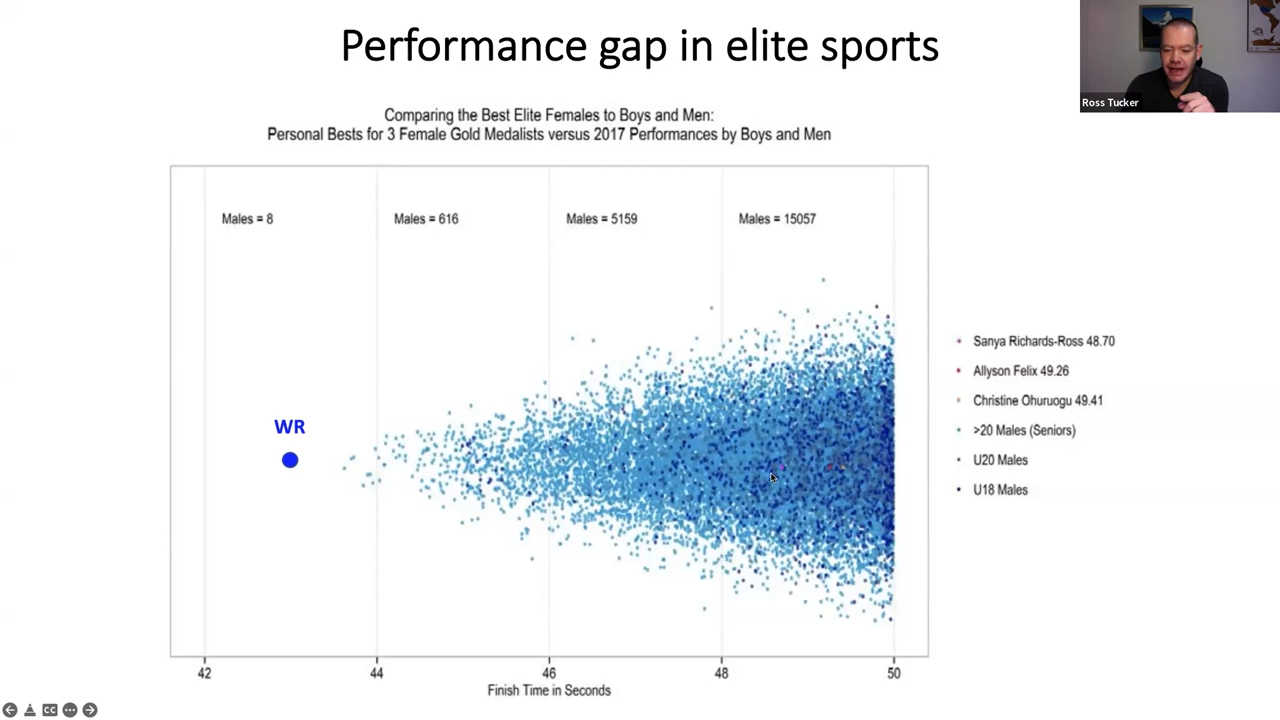 Performance gap in elite sports
Ross Tucker
Comparing the Best Elite Females to Boys and Men:
Personal Bests for 3 Female Gold Medalists versus 2017 Performances by Boys and Men
Males = 8
Males = 616
Males = 5159
Males = 15057
WR
Sanya Richards-Ross 48.70
Allyson Felix 49.26
Christine Ohuruogu 49.41
>20 Males (Seniors)
U20 Males
U18 Males
42
44
46
48
50
Finish Time in Seconds
CC